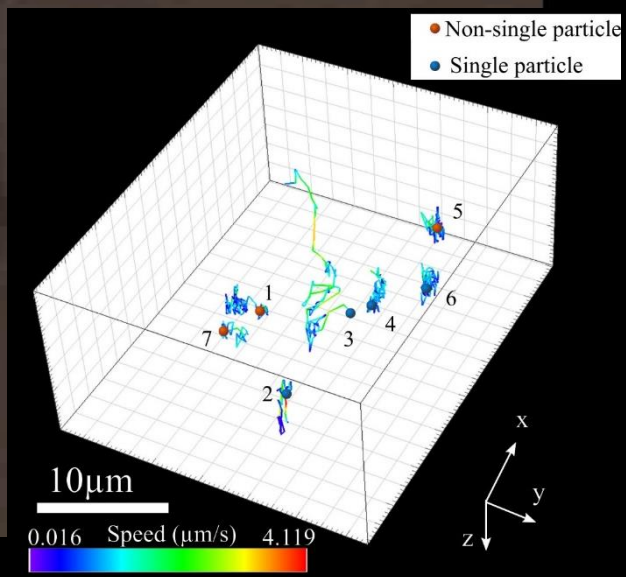 Non-single particle
Single particle
5
6
1
4
3
7
2
x
y
z
10µm
0.016 Speed (µm/s) 4.119